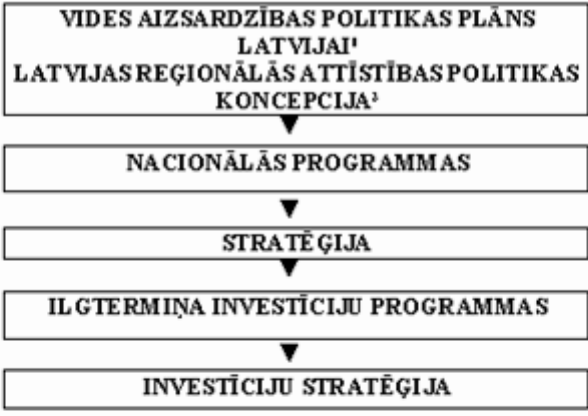 VIDES AIZSARDZĪBAS POLITIKAS PLĀNS
LATVIJAI¹
LATVIJAS REĢIONĀLĀS ATTĪSTĪBAS POLITIKAS
KONCEPCIJA²
NACIONĀLĀS PROGRAMMAS
STRATĒĢIJA
ILGTERMIŅA INVESTĪCIJU PROGRAMMAS
INVESTĪCIJU STRATĒĢIJA